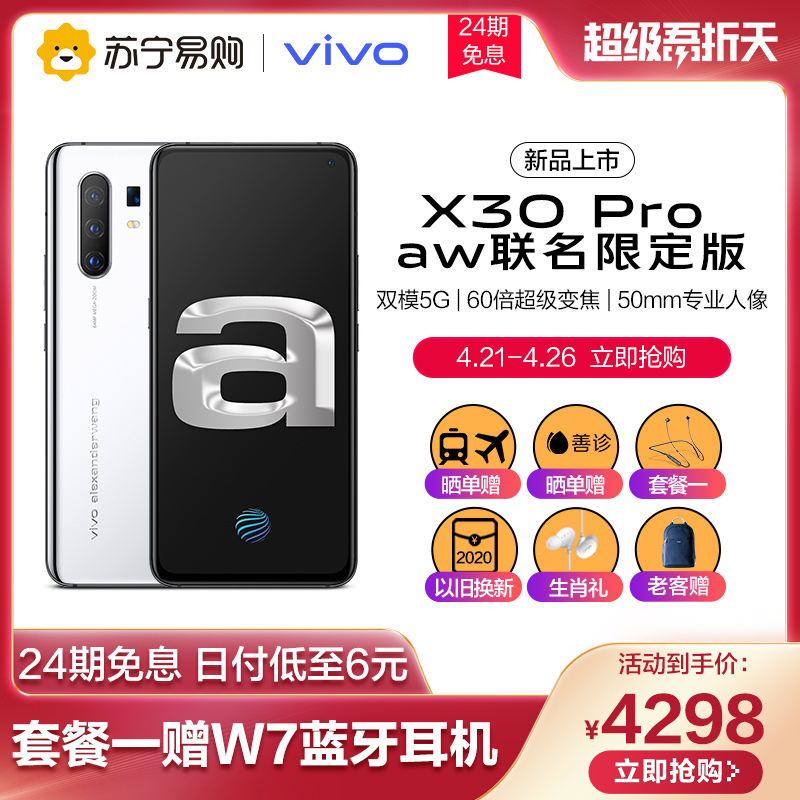 苏宁易购
vivo
24期
免息
超级吾折天
新品上市
X30 Pro
aw联名限定版
双模5G | 60倍超级变焦 | 50mm专业人像
4.21-4.26 立即抢购
善诊
晒单赠
晒单赠
套餐一
¥
2020
以旧换新
生肖礼
老客赠
64MP MEGA ZOOM
vivo alexanderwang
a
24期免息 日付低至6元
套餐一赠W7蓝牙耳机
活动到手价:
¥4298
立即抢购>